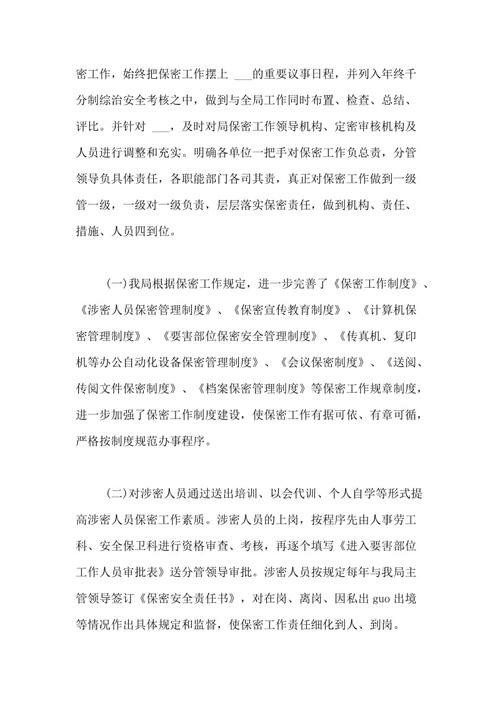 密工作，始终把保密工作摆上 ___的重要议事日程，并列入年终千
分制综治安全考核之中，做到与全局工作同时布置、检查、总结、
评比。并针对 ___，及时对局保密工作领导机构、定密审核机构及
人员进行调整和充实。明确各单位一把手对保密工作负总责，分管
领导负具体责任，各职能部门各司其责，真正对保密工作做到一级
管一级，一级对一级负责，层层落实保密责任，做到机构、责任、
措施、人员四到位。
(一)我局根据保密工作规定，进一步完善了《保密工作制度》、
《涉密人员保密管理制度》、《保密宣传教育制度》、《计算机保
密管理制度》、《要害部位保密安全管理制度》、《传真机、复印
机等办公自动化设备保密管理制度》、《会议保密制度》、《送阅、
传阅文件保密制度》、《档案保密管理制度》等保密工作规章制度，
进一步加强了保密工作制度建设，使保密工作有据可依、有章可循，
严格按制度规范办事程序。
(二)对涉密人员通过送出培训、以会代训、个人自学等形式提
高涉密人员保密工作素质。涉密人员的上岗，按程序先由人事劳工
科、安全保卫科进行资格审查、考核，再逐个填写《进入要害部位
工作人员审批表》送分管领导审批。涉密人员按规定每年与我局主
管领导签订《保密安全责任书》，对在岗、离岗、因私出 guo 出境
等情况作出具体规定和监督，使保密工作责任细化到人、到岗。